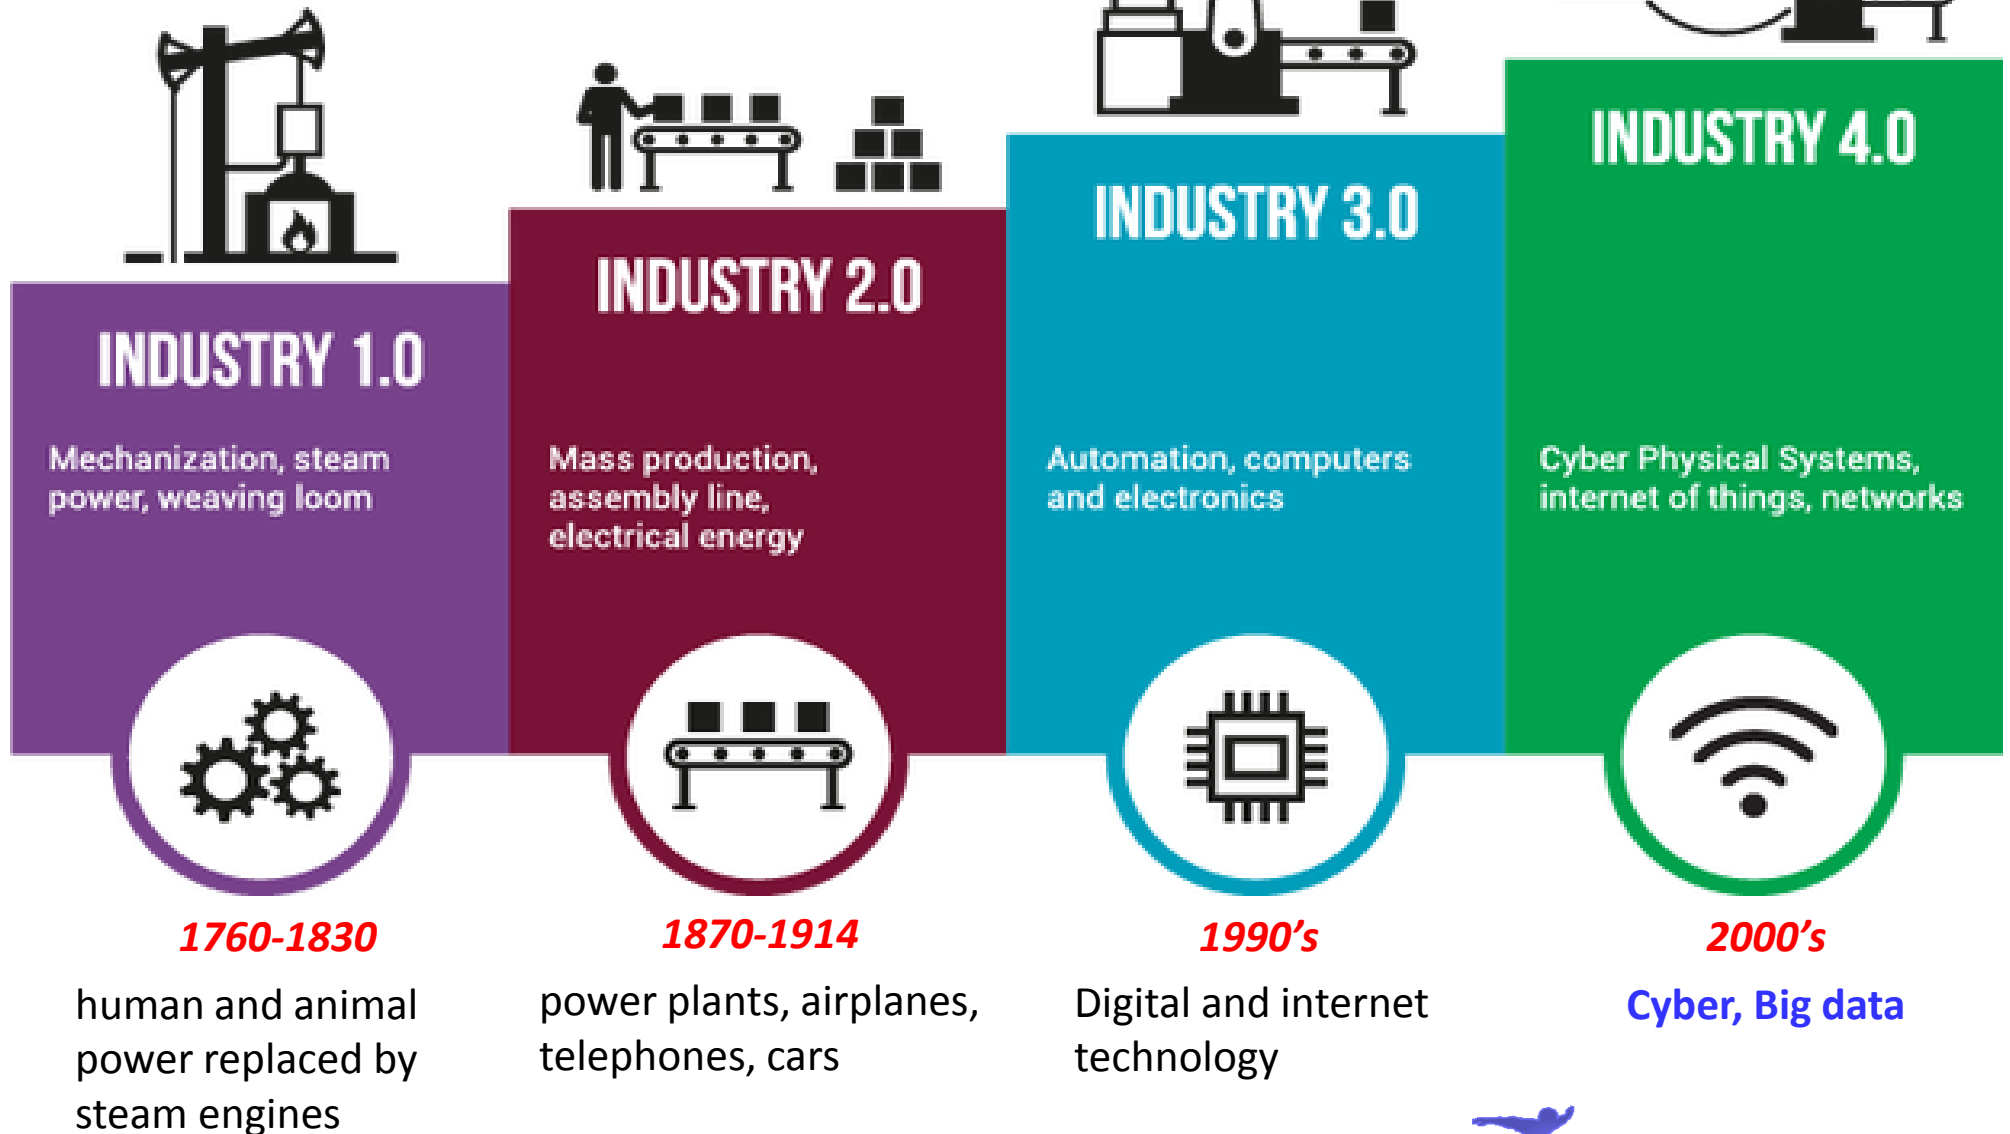 INDUSTRY 1.0
Mechanization, steam
power, weaving loom
1760-1830
human and animal
power replaced by
steam engines
INDUSTRY 2.0
Mass production,
assembly line,
electrical energy
1870-1914
power plants, airplanes,
telephones, cars
INDUSTRY 3.0
Automation, computers
and electronics
1990’s
Digital and internet
technology
INDUSTRY 4.0
Cyber Physical Systems,
internet of things, networks
2000’s
Cyber, Big data